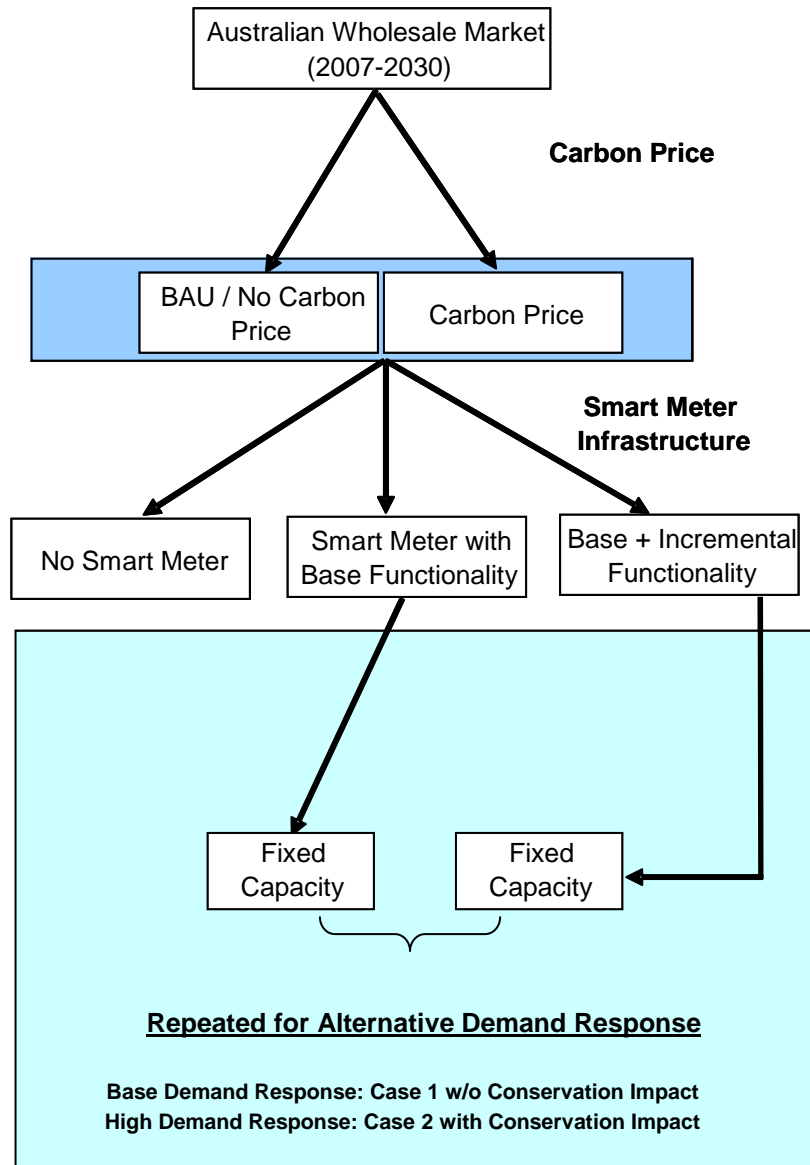 Australian Wholesale Market
(2007-2030)
Carbon Price
BAU / No Carbon
Price
Carbon Price
Smart Meter
Infrastructure
No Smart Meter
Smart Meter with
Base Functionality
Base + Incremental
Functionality
Fixed
Capacity
Fixed
Capacity
Repeated for Alternative Demand Response
Base Demand Response: Case 1 w/o Conservation Impact
High Demand Response: Case 2 with Conservation Impact